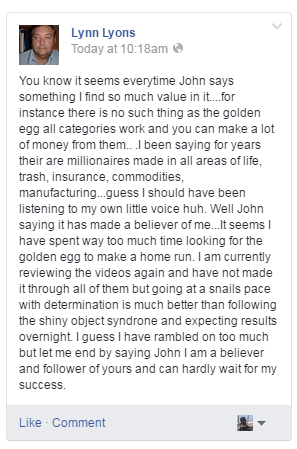 Lynn Lyons
Today at 10:18am
You know it seems everytime John says
something I find so much value in it....for
instance there is no such thing as the golden
egg all categories work and you can make a lot
of money from them.. .I been saying for years
their are millionaires made in all areas of life,
trash, insurance, commodities,
manufacturing...guess I should have been
listening to my own little voice huh. Well John
saying it has made a believer of me...It seems I
have spent way too much time looking for the
golden egg to make a home run. I am currently
reviewing the videos again and have not made
it through all of them but going at a snails pace
with determination is much better than following
the shiny object syndrone and expecting results
overnight. I guess I have rambled on too much
but let me end by saying John I am a believer
and follower of yours and can hardly wait for my
success.
Like · Comment